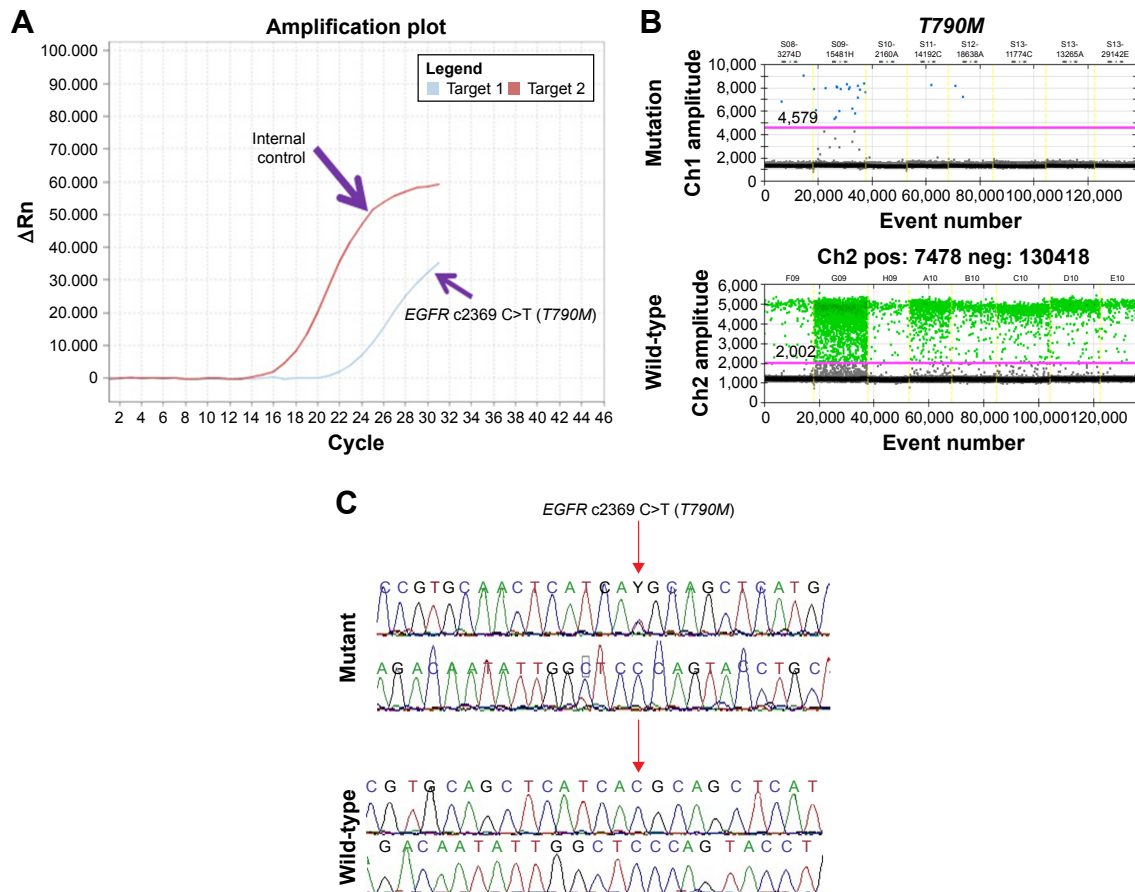 A
Amplification plot
100.000
90.000
80.000
70.000
60.000
50.000
40.000
30.000
20.000
10.000
0
ΔRn
Legend
Target 1 Target 2
Internal
control
EGFR c2369 C>T (T790M)
2 4 6 8 10 12 14 16 18 20 22 24 26 28 30 32 34 36 38 40 42 44 46
Cycle
B
T790M
S08-3274D S09-15481H S10-2160A S11-14192C S12-18638A S13-11774C S13-13265A S13-29142E
Mutation
Ch1 amplitude
10,000
8,000
6,000
4,579
4,000
2,000
0
0 20,000 40,000 60,000 80,000 100,000 120,000
Event number
Ch2 pos: 7478 neg: 130418
F09 G09 H09 A10 B10 C10 D10 E10
Wild-type
Ch2 amplitude
6,000
5,000
4,000
3,000
2,002
2,000
1,000
0
0 20,000 40,000 60,000 80,000 100,000 120,000
Event number
C
EGFR c2369 C>T (T790M)
Mutant
C C G T G C A A C T C A T C A Y G C A G C T C A T G
A G A C A A T A T T G G C T C C C A G T A C C T G C
Wild-type
C G T G C A G C T C A T C A C G C A G C T C A T
G A C A A T A T T G G C T C C C A G T A C C T